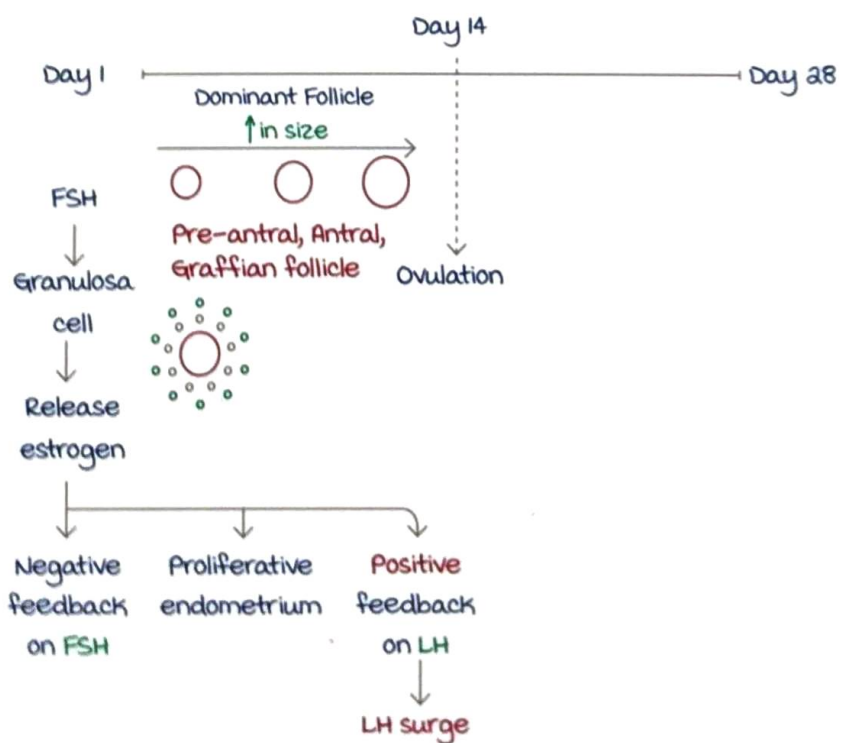 Day 14
Day 1
Day 28
Dominant Follicle
↑ in size
FSH
Pre-antral, Antral,
Graffian follicle
Ovulation
Granulosa
cell
Release
estrogen
Negative
feedback
on FSH
Proliferative
endometrium
Positive
feedback
on LH
LH surge